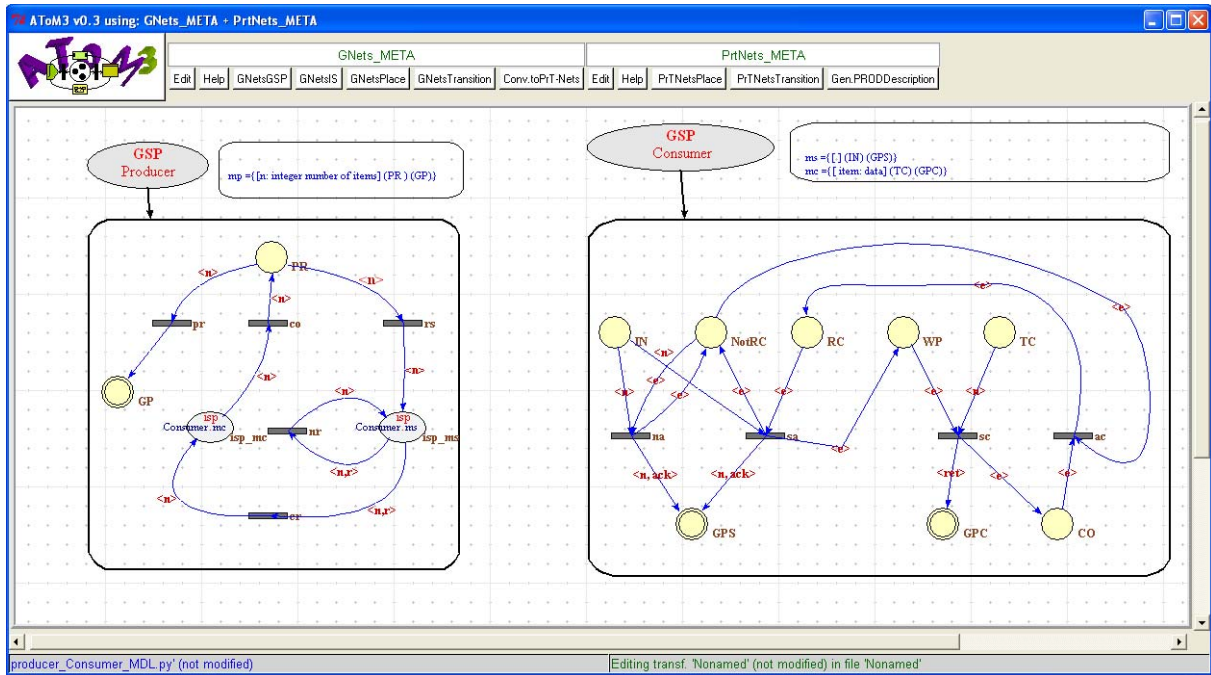 AToM3 v0.3 using: GNets_META + PrtNets_META
AToM3
GNets_META
PrtNets_META
Edit Help GNetsGSP GNetsIS GNetsPlace GNetsTransition Conv.toPrT-Nets Edit Help PrTNetsPlace PrTNetsTransition Gen.PRODDescription
GSP
Producer
mp ={[n: integer number of items] (PR ) (GP)}
GSP
Consumer
ms ={[.] (IN) (GPS)}
mc ={[ item: data] (TC) (GPC)}
PR
<n>
<n>
<n>
pr
co
rs
GP
<n>
<n>
<n>
isp
Consumer.mc
isp_mc
nr
isp
Consumer.ms
isp_ms
<n,r>
<n>
<n,r>
cr
<e>
<e>
IN
NotRC
RC
WP
TC
<n>
<e>
<n>
<e>
<e>
<e>
<e>
<n>
na
sa
sc
ac
<e>
<n, ack>
<n, ack>
<ret>
<e>
<e>
GPS
GPC
CO
producer_Consumer_MDL.py' (not modified)
Editing transf. 'Nonamed' (not modified) in file 'Nonamed'